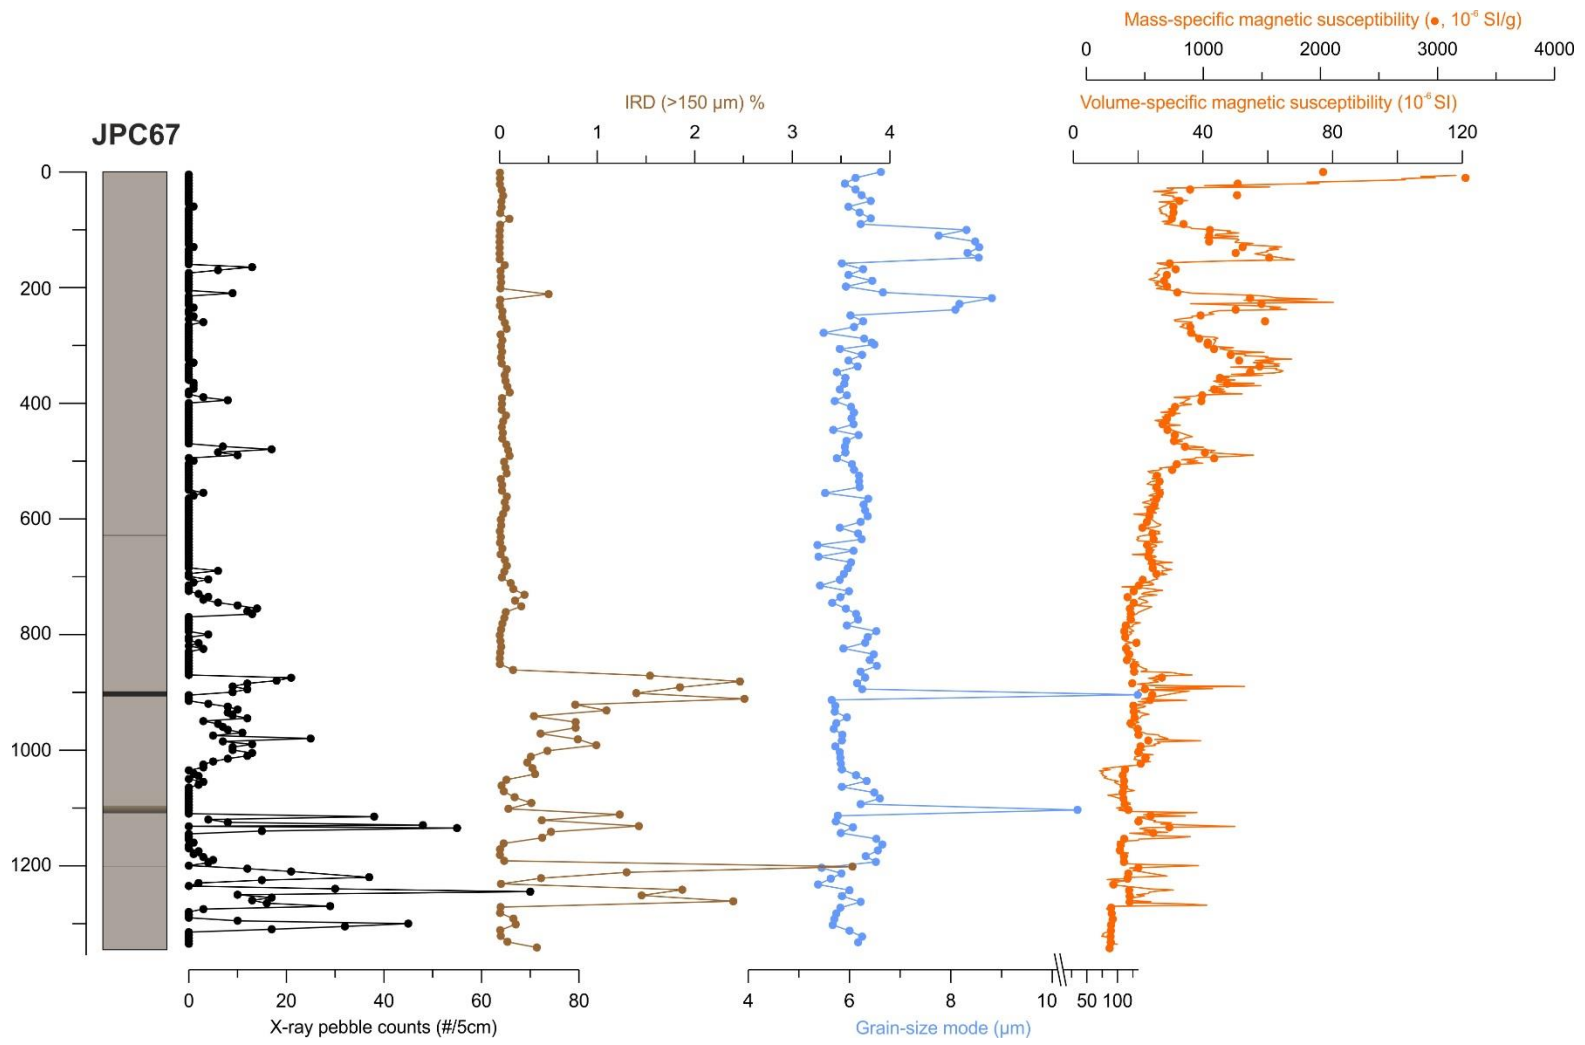 Mass-specific magnetic susceptibility (●, 10⁻⁶ SI/g)
0 1000 2000 3000 4000
IRD (>150 µm) %
Volume-specific magnetic susceptibility (10⁻⁶ SI)
JPC67
0 1 2 3 4
0 40 80 120
0
200
400
600
800
1000
1200
0 20 40 60 80
4 6 8 10
50 100
X-ray pebble counts (#/5cm)
Grain-size mode (µm)